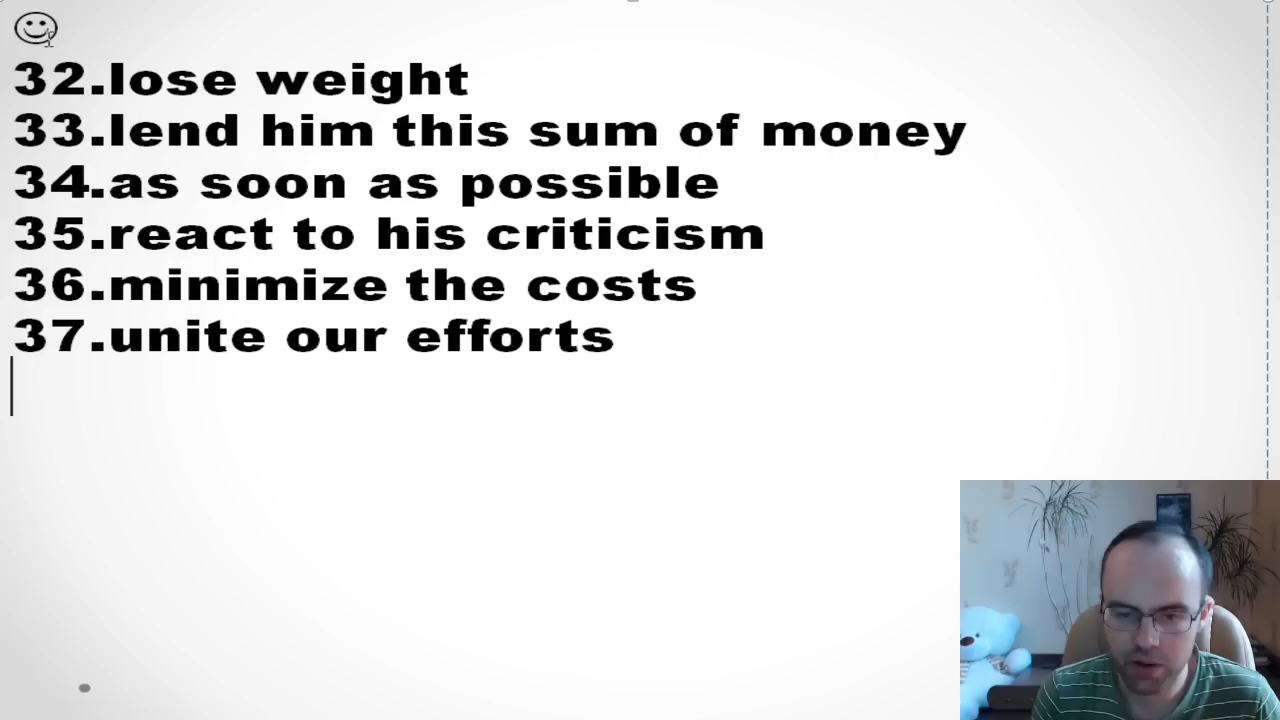 32.lose weight
33.lend him this sum of money
34.as soon as possible
35.react to his criticism
36.minimize the costs
37.unite our efforts